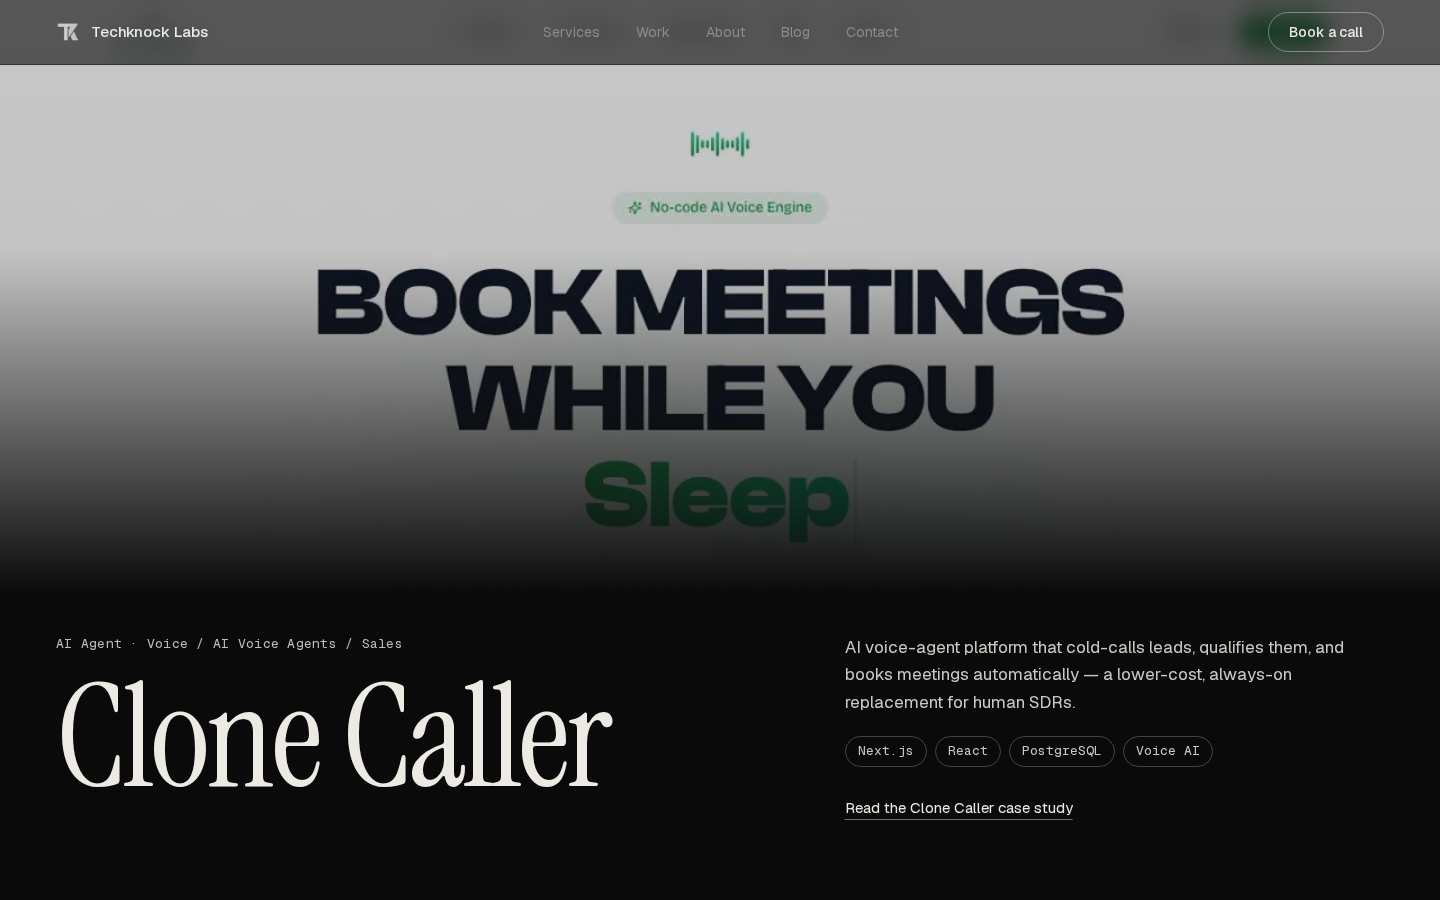 Techknock Labs
Services
Work
About
Blog
Contact
Book a call
No-code AI Voice Engine
BOOK MEETINGS
WHILE YOU
Sleep
AI Agent · Voice / AI Voice Agents / Sales
Clone Caller
AI voice-agent platform that cold-calls leads, qualifies them, and
books meetings automatically — a lower-cost, always-on
replacement for human SDRs.
Next.js
React
PostgreSQL
Voice AI
Read the Clone Caller case study